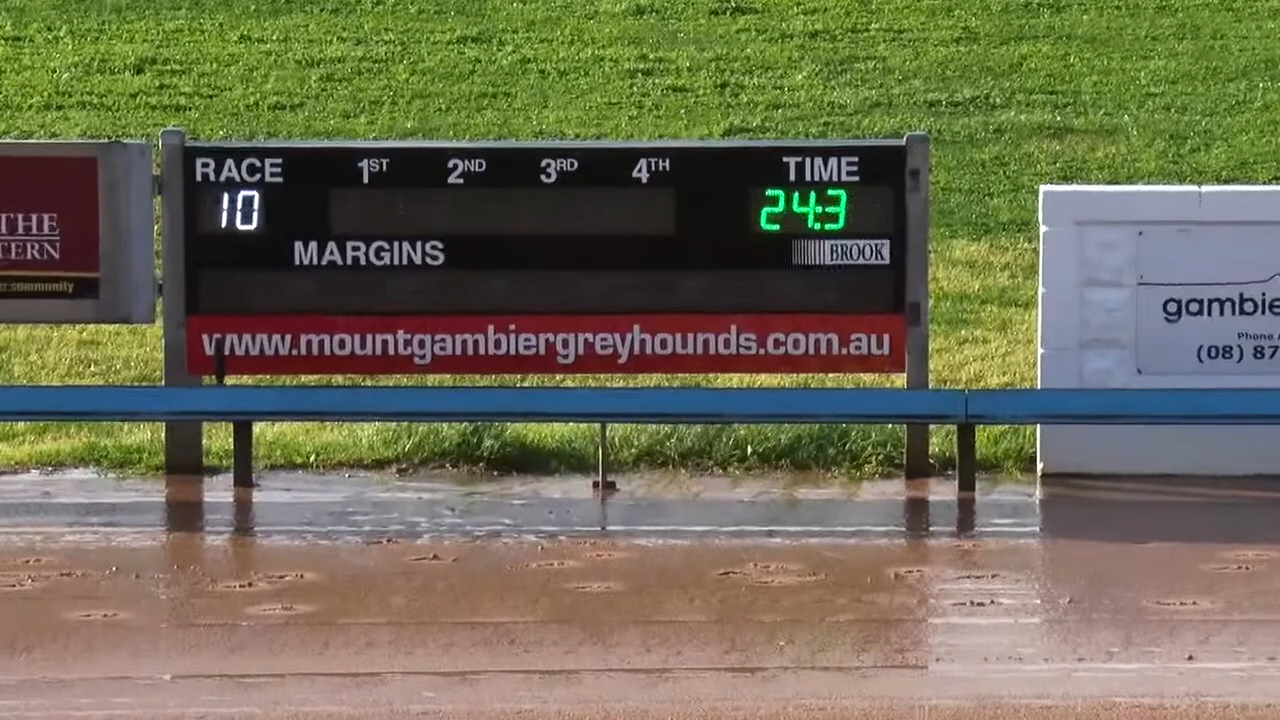 THE
TERN
RACE 1ST 2ND 3RD 4TH TIME
10 24:3
MARGINS BROOK
www.mountgambiergreyhounds.com.au
gambie
Phone
(08) 87